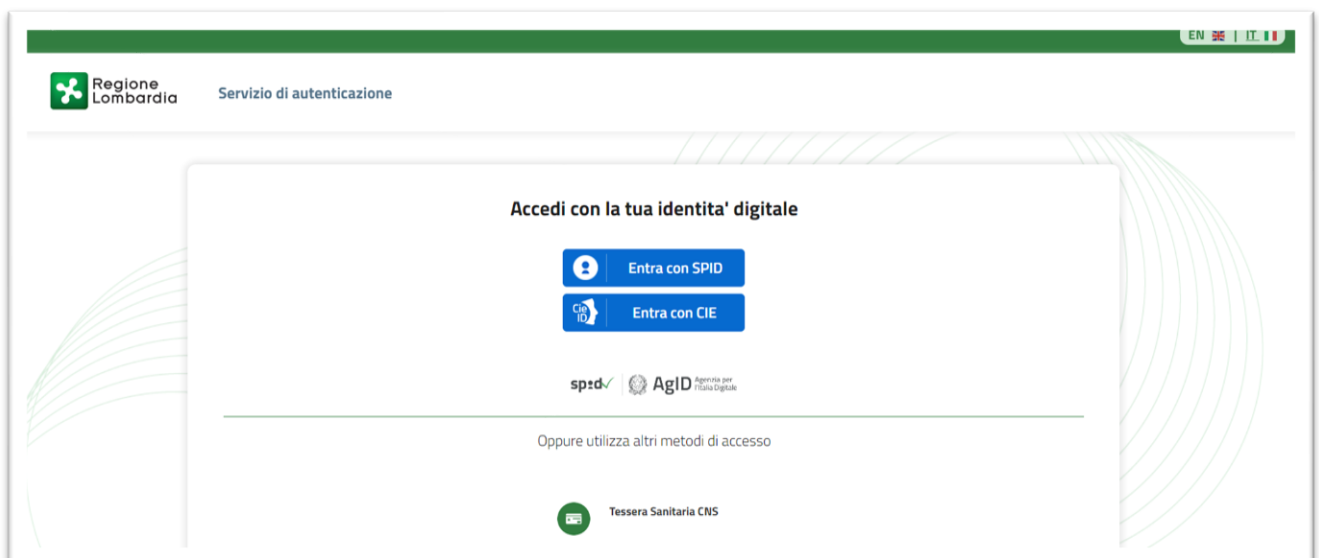 EN | IT
Regione
Lombardia
Servizio di autenticazione
Accedi con la tua identita' digitale
Entra con SPID
Cie
ID
Entra con CIE
sp:d
AgID
Agenzia per
l'Italia Digitale
Oppure utilizza altri metodi di accesso
Tessera Sanitaria CNS